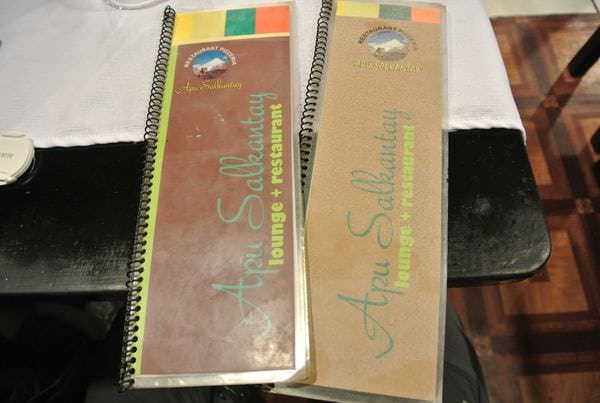 RESTAURANT PIZZERIA
Apu Salkantay
Apu Salkantay
lounge + restaurant
RESTAURANT PIZZERIA
APU SALKANTAY
Apu Salkantay
lounge + restaurant